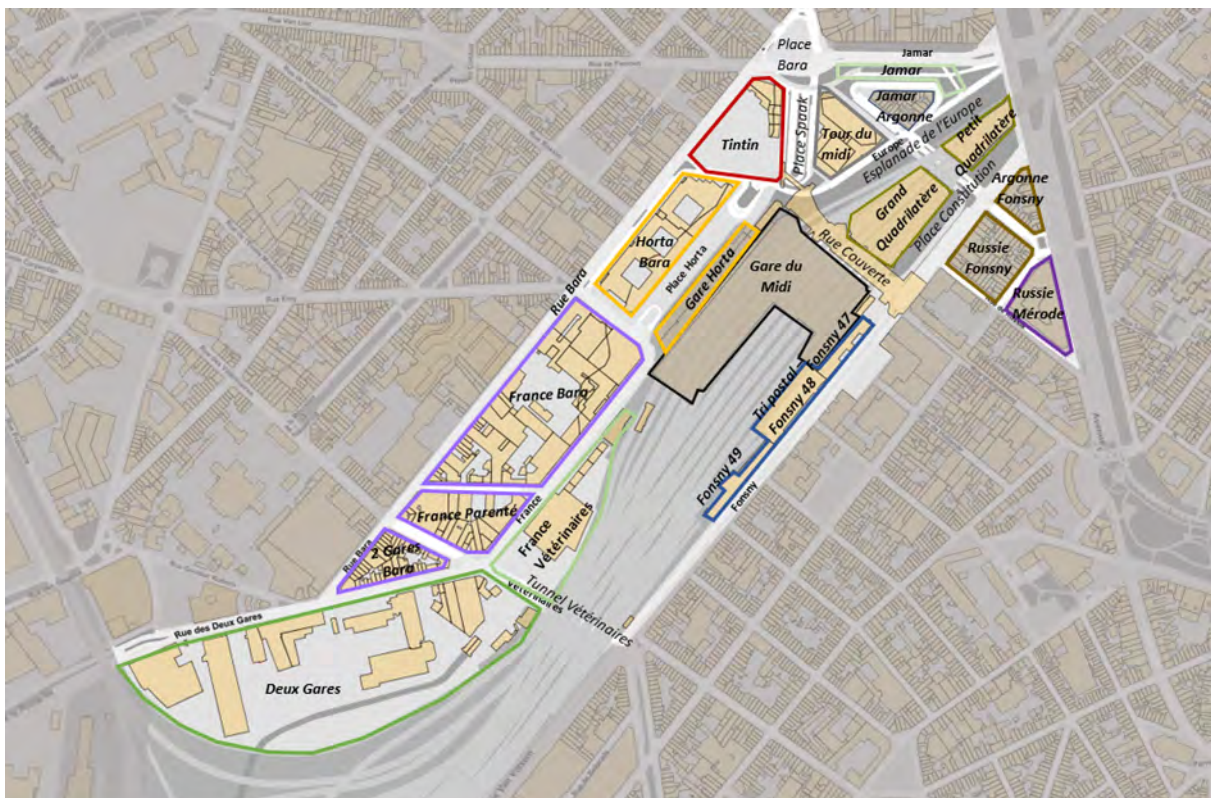 Rue Van Lint
Place
Bara
Jamar
Jamar
Jamar
Argonne
Place Spaak
Tour du
midi
Europe
Esplanade de l'Europe
Petit
Quadrilatère
Tintin
Grand
Quadrilatère
Place Constitution
Argonne
Fonsny
Rue Couverte
Russie
Fonsny
Russie
Mérode
Horta
Bara
Place Horta
Gare Horta
Gare du
Midi
Rue Bara
Fonsny 47
Tri postal
Fonsny 48
Fonsny 49
Fonsny
France Bara
France Parenté
France
France
Vétérinaires
Rue Bara
2 Gares
Bara
Vétérinaires
Tunnel Vétérinaires
Rue des Deux Gares
Deux Gares